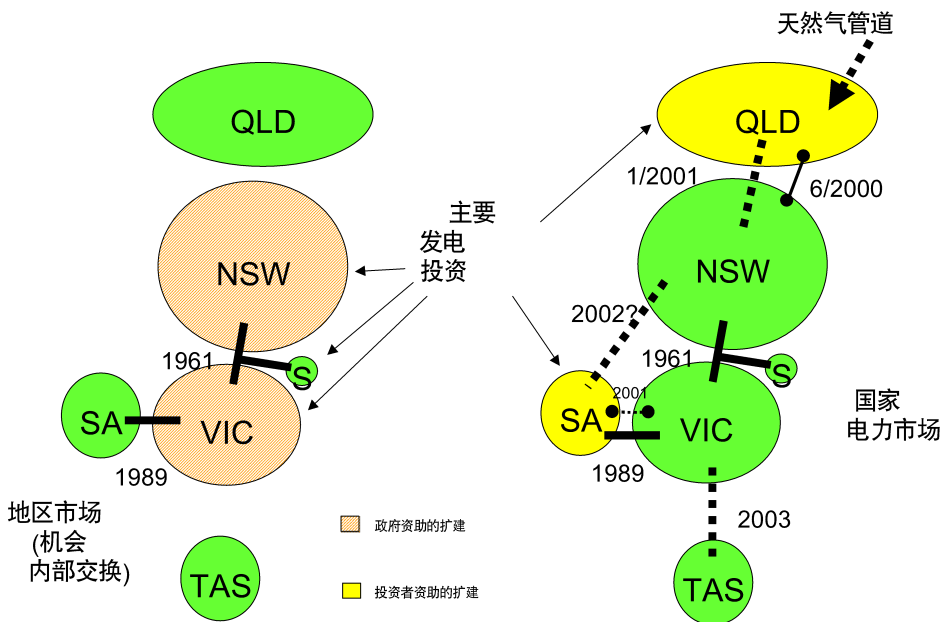 天然气管道
QLD
QLD
1/2001
6/2000
主要
发电
投资
NSW
NSW
2002?
1961
S
1961
S
2001
SA
VIC
SA
VIC
国家
电力市场
1989
1989
地区市场
(机会
内部交换)
政府资助的扩建
2003
TAS
投资者资助的扩建
TAS